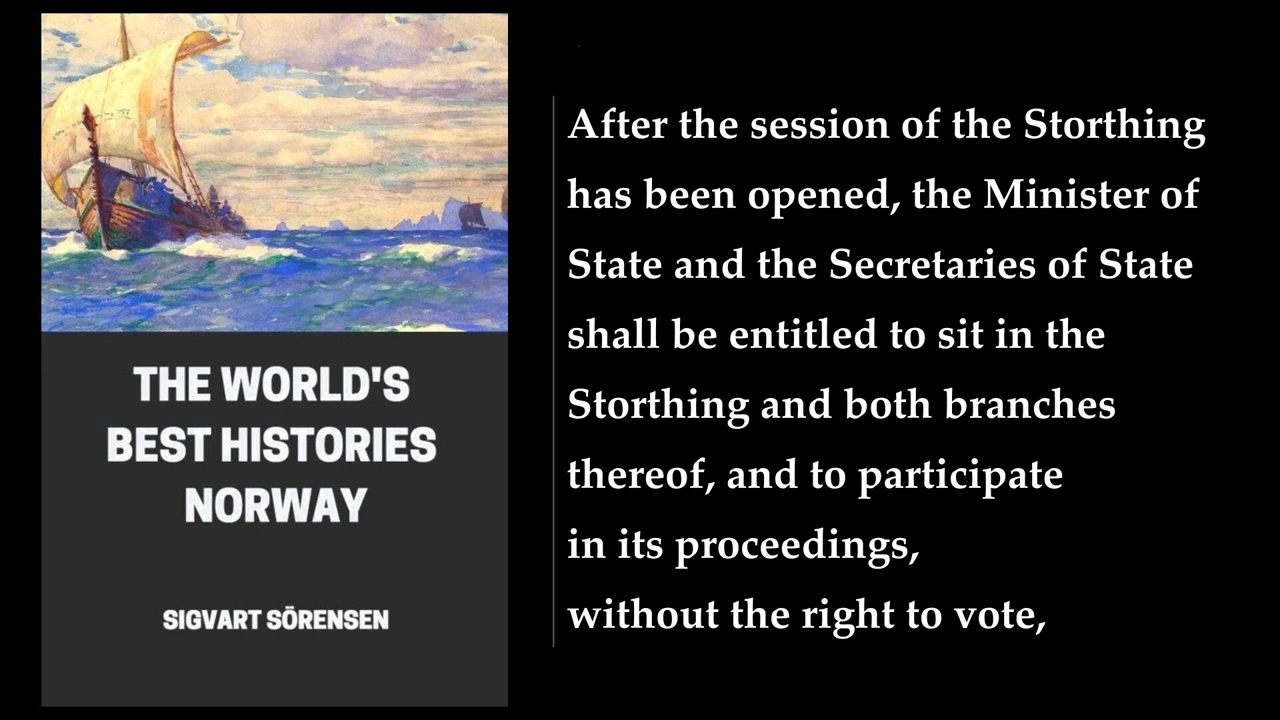 THE WORLD'S
BEST HISTORIES
NORWAY
SIGVART SÖRENSEN
After the session of the Storthing
has been opened, the Minister of
State and the Secretaries of State
shall be entitled to sit in the
Storthing and both branches
thereof, and to participate
in its proceedings,
without the right to vote,